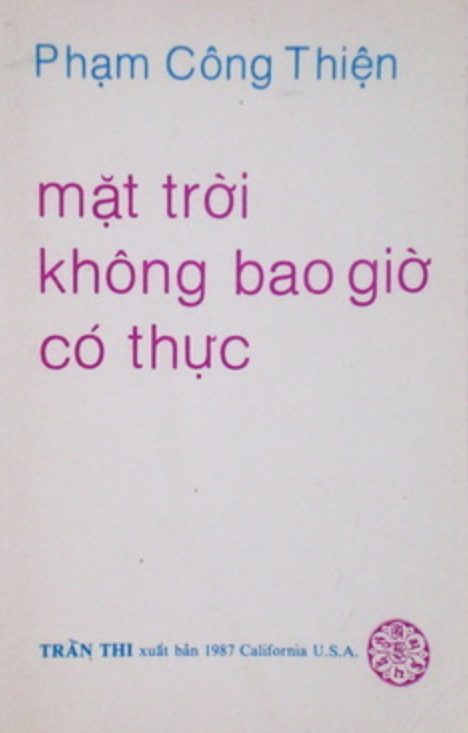 Phạm Công Thiện
mặt trời
không bao giờ
có thực
TRẦN THI xuất bản 1987 California U.S.A.